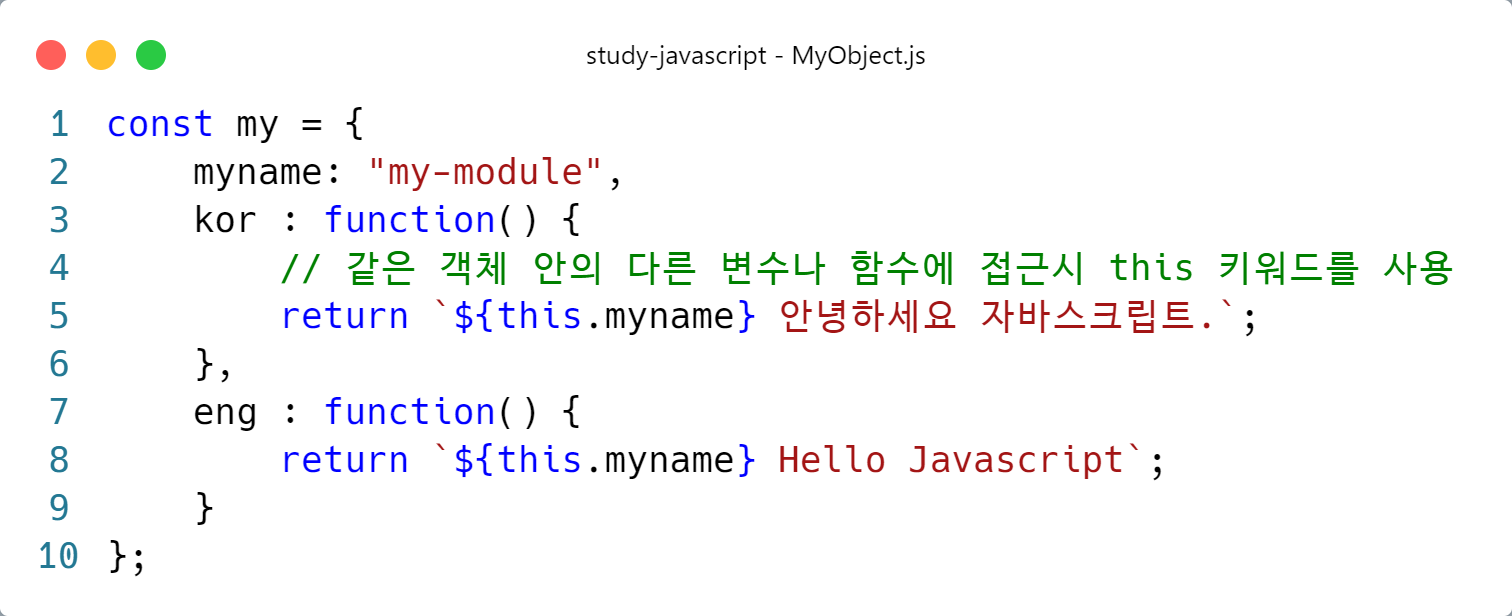 study-javascript - MyObject.js
1 const my = {
2     myname: "my-module",
3     kor : function() {
4         // 같은 객체 안의 다른 변수나 함수에 접근시 this 키워드를 사용
5         return `${this.myname} 안녕하세요 자바스크립트.`;
6     },
7     eng : function() {
8         return `${this.myname} Hello Javascript`;
9     }
10 };